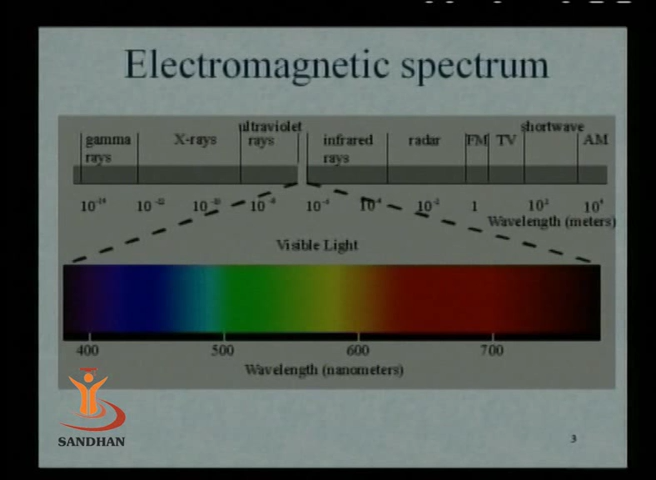 Electromagnetic spectrum
ultraviolet shortwave
gamma X-rays rays infrared radar FM TV AM
rays rays
10⁻¹⁴ 10⁻¹² 10⁻¹⁰ 10⁻⁸ 10⁻⁶ 10⁻⁴ 10⁻² 1 10² 10⁴
Wavelength (meters)
Visible Light
400 500 600 700
Wavelength (nanometers)
SANDHAN
3